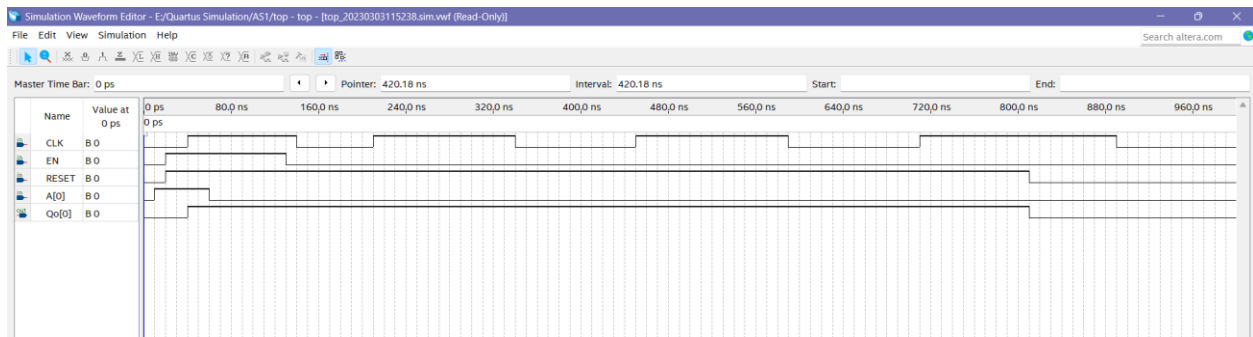 Simulation Waveform Editor - E:/Quartus Simulation/AS1/top - top - [top_20230303115238.sim.vwf (Read-Only)]
File Edit View Simulation Help
Search altera.com
Master Time Bar: 0 ps Pointer: 420.18 ns Interval: 420.18 ns Start: End:
Name Value at 0 ps
0 ps 80.0 ns 160.0 ns 240.0 ns 320.0 ns 400.0 ns 480.0 ns 560.0 ns 640.0 ns 720.0 ns 800.0 ns 880.0 ns 960.0 ns
0 ps
CLK B 0
EN B 0
RESET B 0
A[0] B 0
Qo[0] B 0